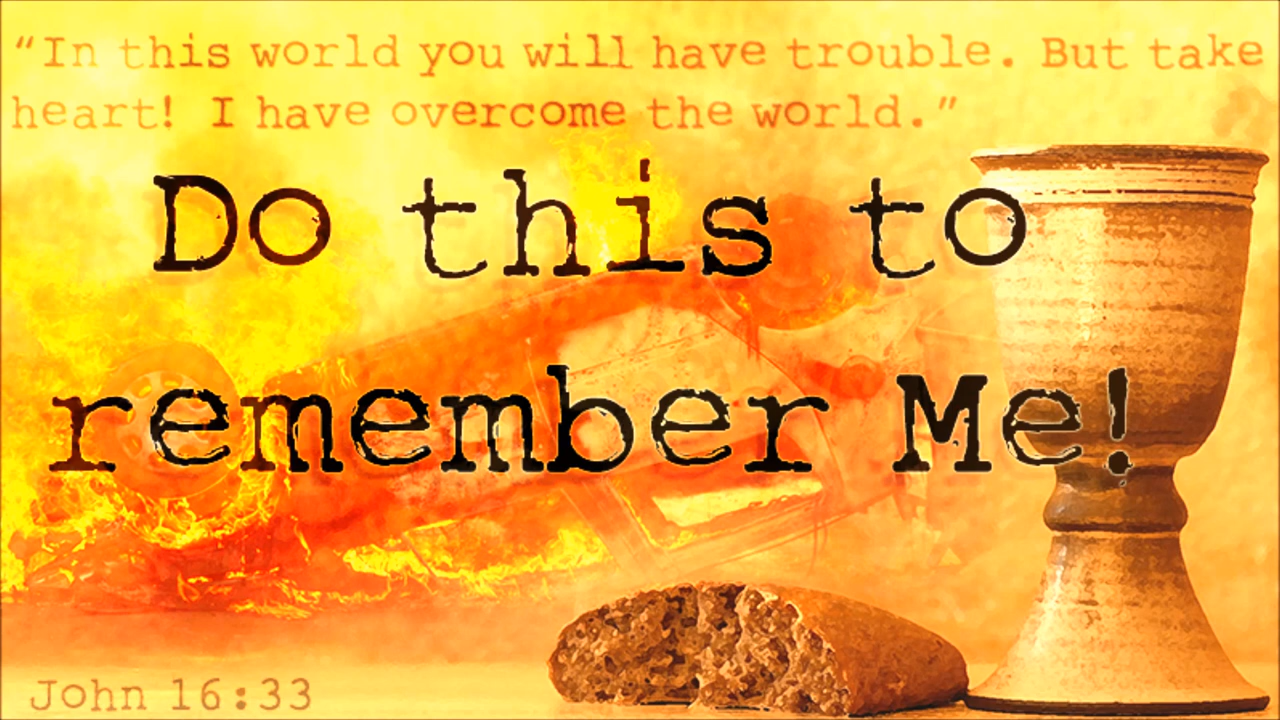 “In this world you will have trouble. But take
heart! I have overcome the world.”
Do this to
remember Me!
John 16:33